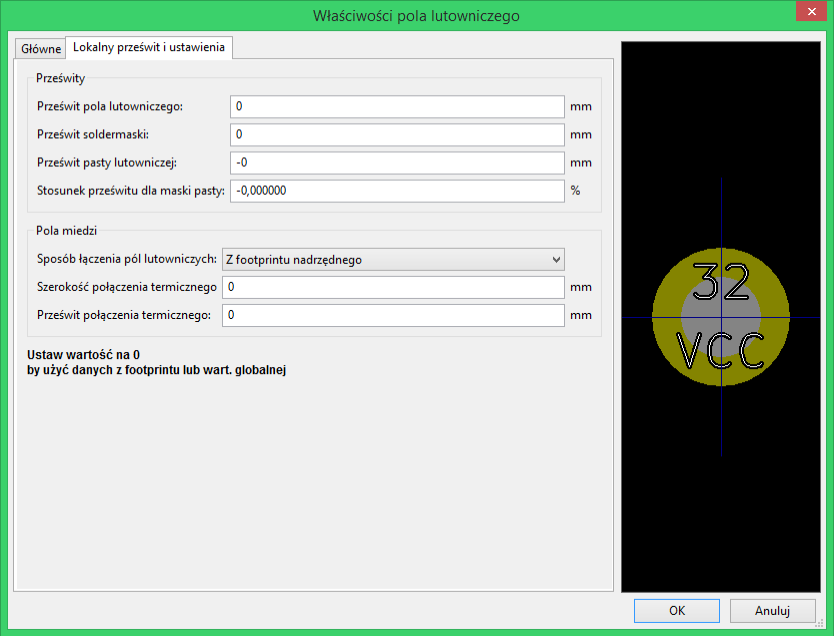 Właściwości pola lutowniczego
Główne
Lokalny prześwit i ustawienia
Prześwity
Prześwit pola lutowniczego: 0 mm
Prześwit soldermaski: 0 mm
Prześwit pasty lutowniczej: -0 mm
Stosunek prześwitu dla maski pasty: -0,000000 %
Pola miedzi
Sposób łączenia pól lutowniczych: Z footprintu nadrzędnego
Szerokość połączenia termicznego 0 mm
Prześwit połączenia termicznego: 0 mm
Ustaw wartość na 0
by użyć danych z footprintu lub wart. globalnej
32
VCC
OK
Anuluj